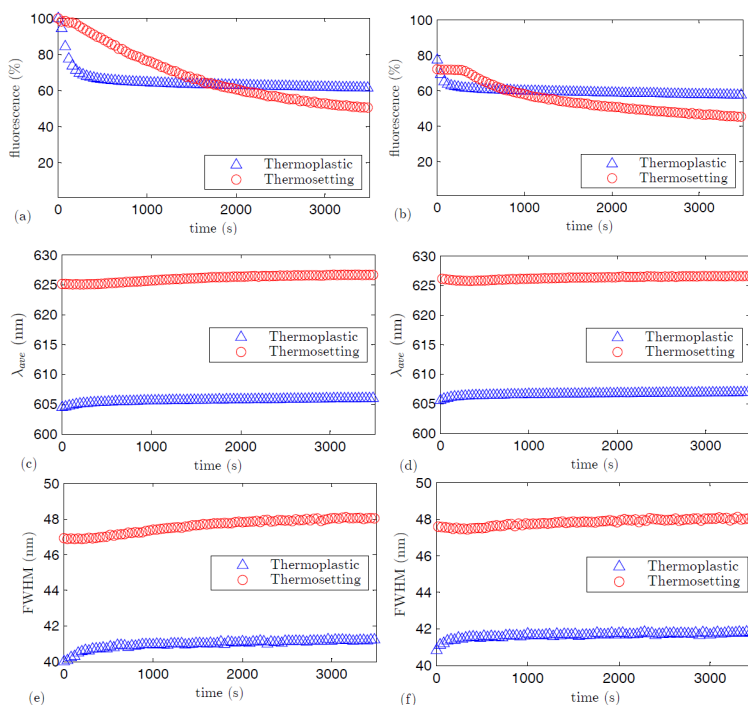 100
80
60
40
20
fluorescence (%)
Thermoplastic
Thermosetting
0
1000
2000
3000
(a)
time (s)
100
80
60
40
20
fluorescence (%)
Thermoplastic
Thermosetting
0
1000
2000
3000
(b)
time (s)
630
625
620
615
610
605
600
λave (nm)
Thermoplastic
Thermosetting
0
1000
2000
3000
(c)
time (s)
630
625
620
615
610
605
600
λave (nm)
Thermoplastic
Thermosetting
0
1000
2000
3000
(d)
time (s)
50
48
46
44
42
40
FWHM (nm)
Thermoplastic
Thermosetting
0
1000
2000
3000
(e)
time (s)
50
48
46
44
42
40
FWHM (nm)
Thermoplastic
Thermosetting
0
1000
2000
3000
(f)
time (s)